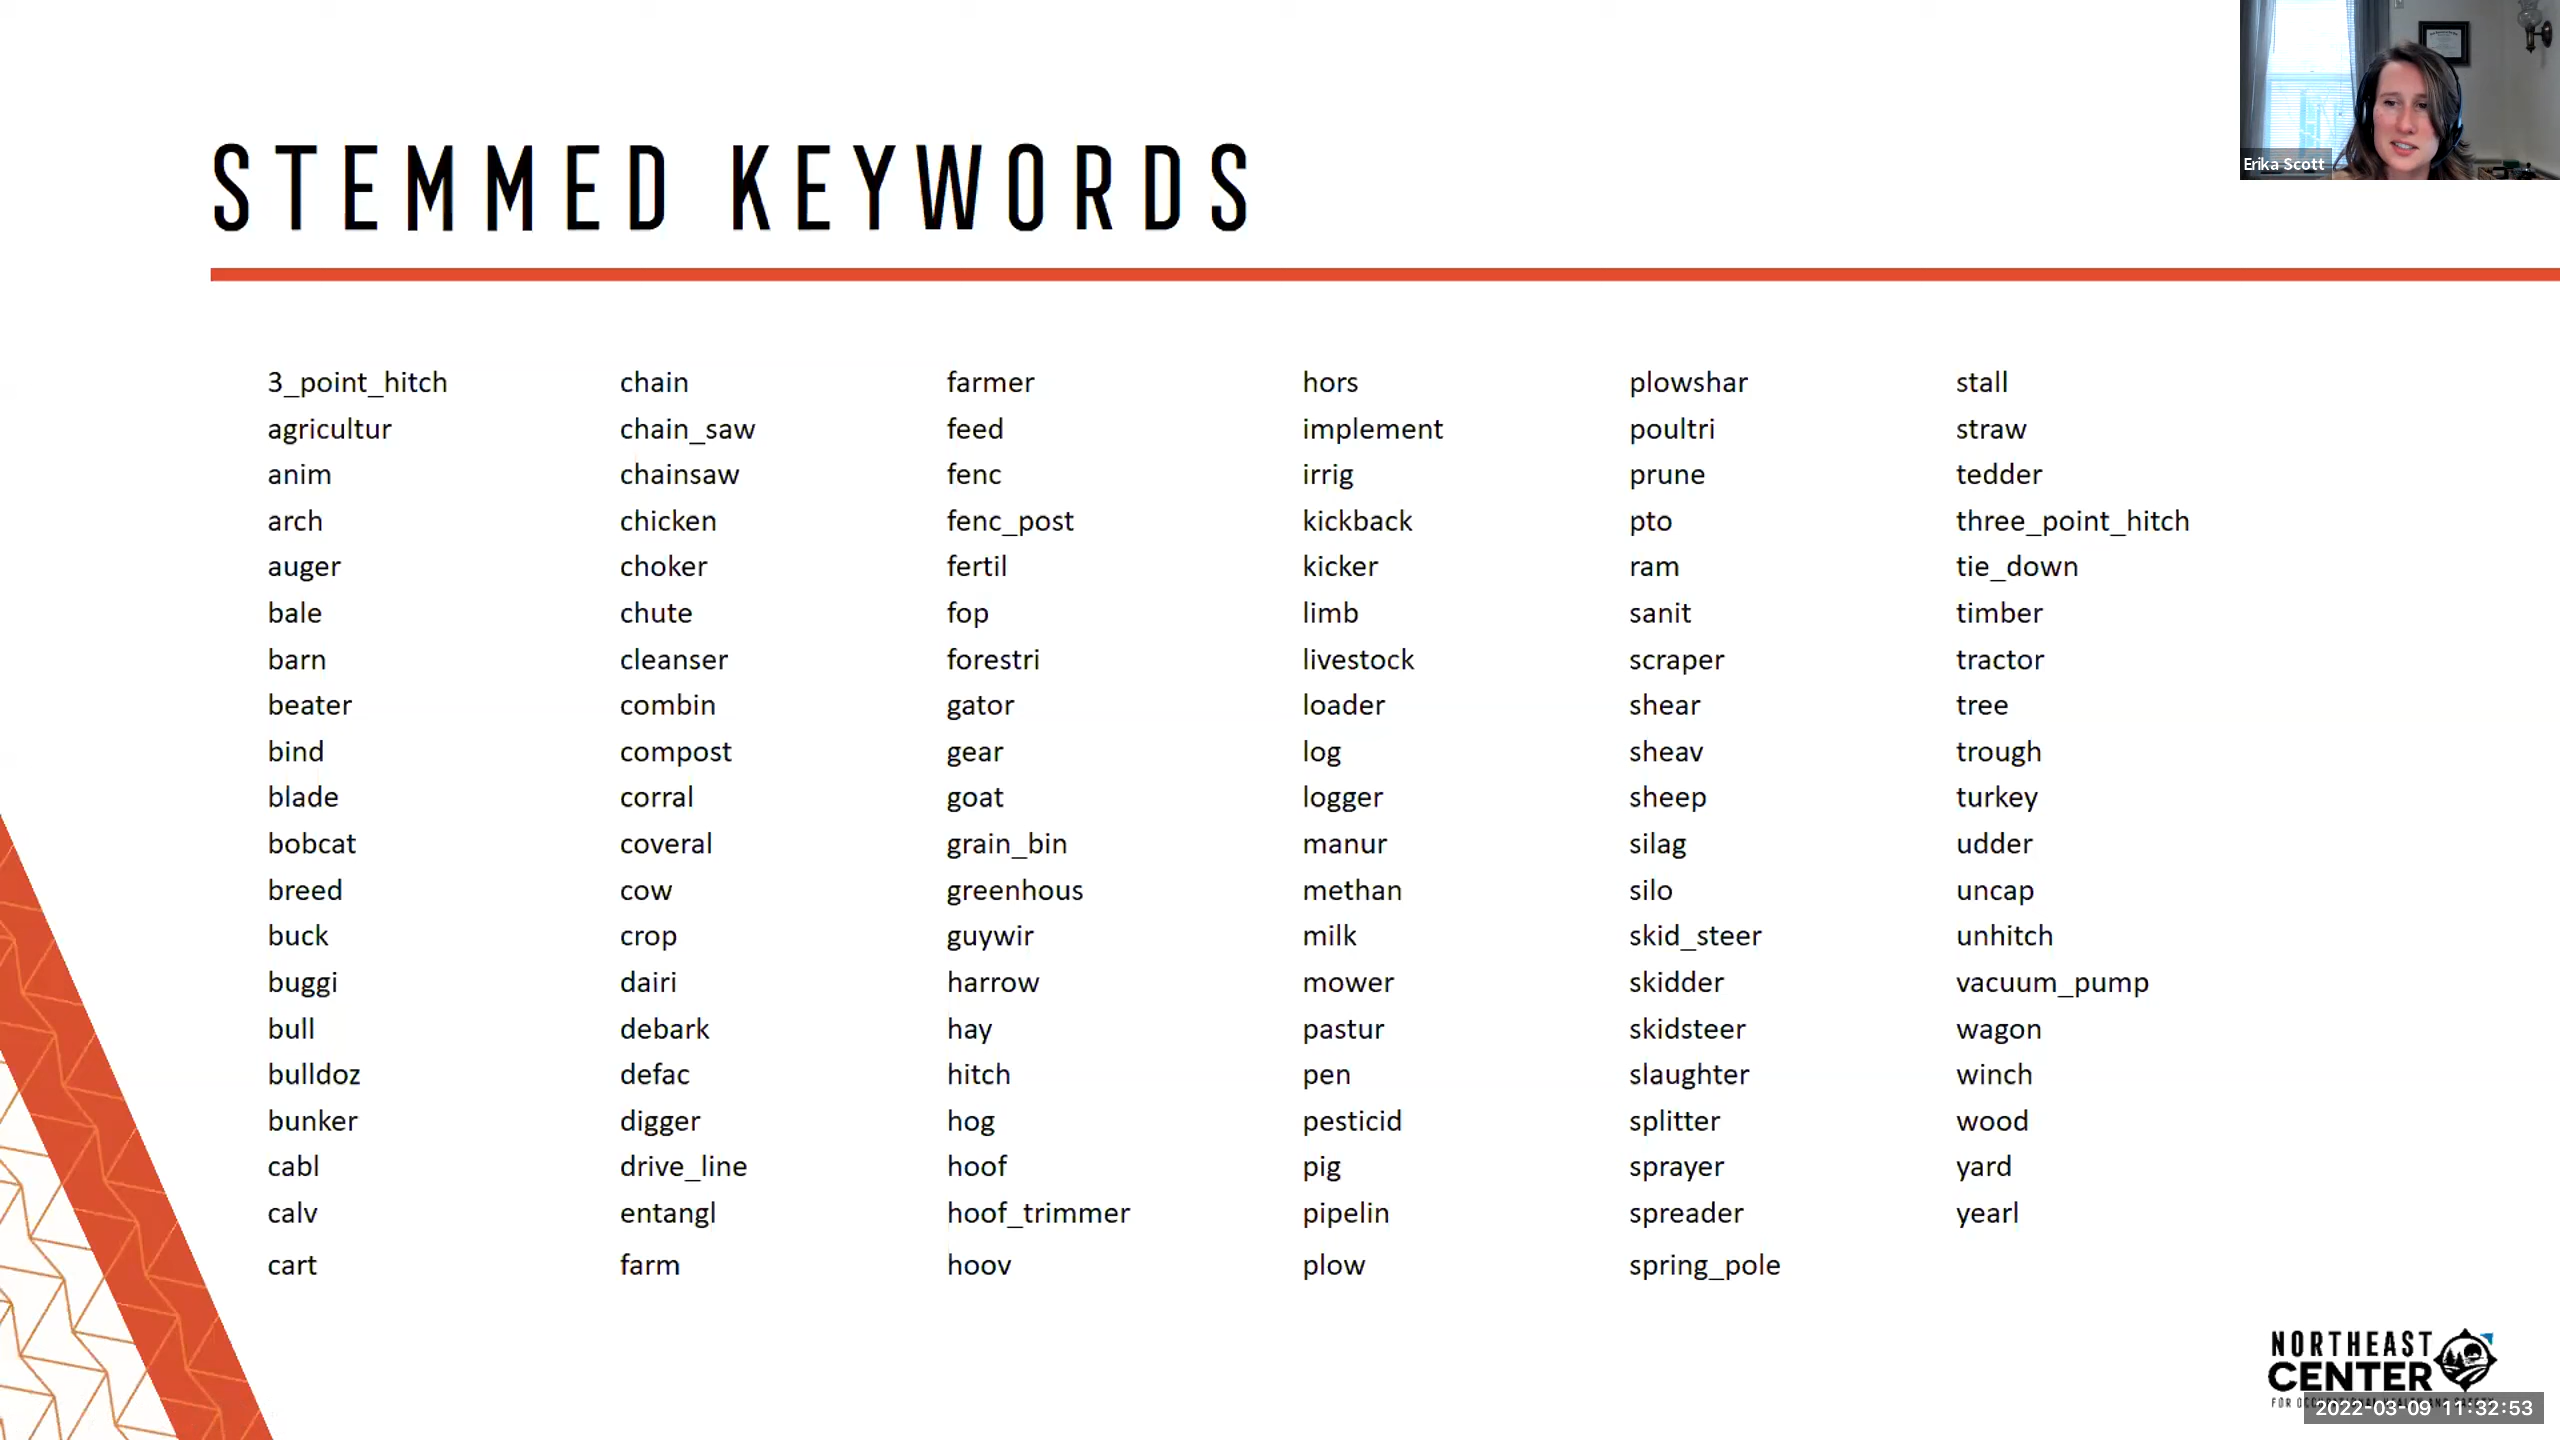 Erika Scott
STEMMED KEYWORDS
3_point_hitch chain farmer hors plowshar stall
agricultur chain_saw feed implement poultri straw
anim chainsaw fenc irrig prune tedder
arch chicken fenc_post kickback pto three_point_hitch
auger choker fertil kicker ram tie_down
bale chute fop limb sanit timber
barn cleanser forestri livestock scraper tractor
beater combin gator loader shear tree
bind compost gear log sheav trough
blade corral goat logger sheep turkey
bobcat coveral grain_bin manur silag udder
breed cow greenhous methan silo uncap
buck crop guywir milk skid_steer unhitch
buggi dairi harrow mower skidder vacuum_pump
bull debark hay pastur skidsteer wagon
bulldoz defac hitch pen slaughter winch
bunker digger hog pesticid splitter wood
cabl drive_line hoof pig sprayer yard
calv entangl hoof_trimmer pipelin spreader yearl
cart farm hoov plow spring_pole
NORTHEAST
CENTER
FOR
2022-03-09 11:32:53